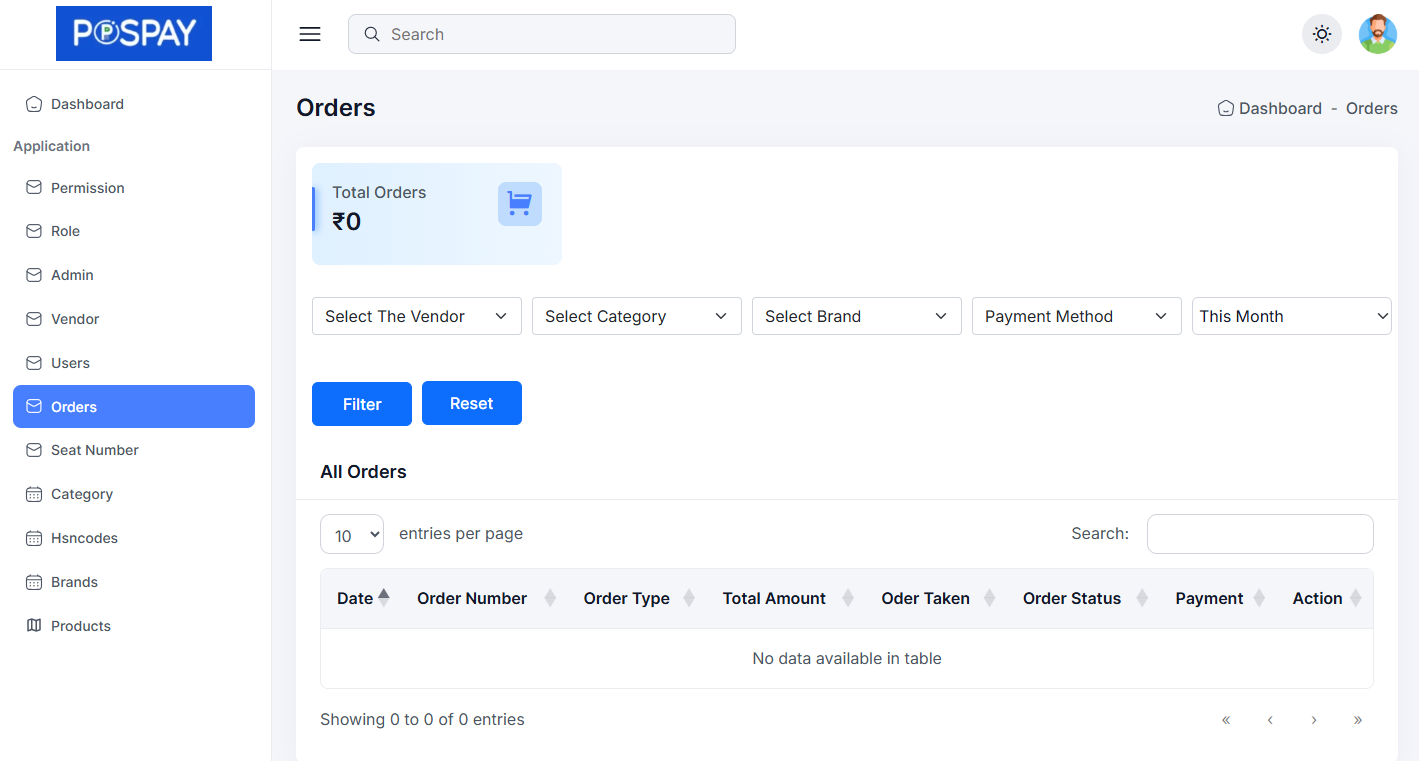 POSPAY
Search
Dashboard
Application
Permission
Role
Admin
Vendor
Users
Orders
Seat Number
Category
Hsncodes
Brands
Products
Orders
Dashboard - Orders
Total Orders
₹0
Select The Vendor Select Category Select Brand Payment Method This Month
Filter Reset
All Orders
10 entries per page Search:
Date Order Number Order Type Total Amount Oder Taken Order Status Payment Action
No data available in table
Showing 0 to 0 of 0 entries « ‹ › »